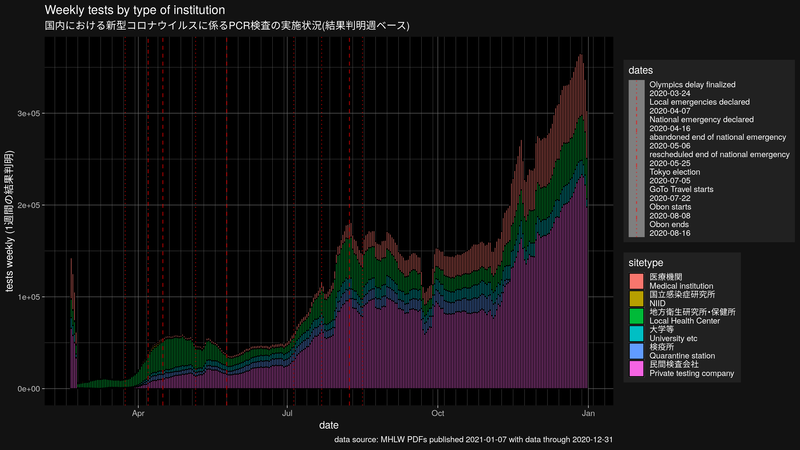 Weekly tests by type of institution
国内における新型コロナウイルスに係るPCR検査の実施状況(結果判明週ベース)
tests weekly (1週間の結果判明)
3e+05
2e+05
1e+05
0e+00
Apr
Jul
Oct
Jan
date
dates
Olympics delay finalized
2020-03-24
Local emergencies declared
2020-04-07
National emergency declared
2020-04-16
abandoned end of national emergency
2020-05-06
rescheduled end of national emergency
2020-05-25
Tokyo election
2020-07-05
GoTo Travel starts
2020-07-22
Obon starts
2020-08-08
Obon ends
2020-08-16
sitetype
医療機関
Medical institution
国立感染症研究所
NIID
地方衛生研究所・保健所
Local Health Center
大学等
University etc
検疫所
Quarantine station
民間検査会社
Private testing company
data source: MHLW PDFs published 2021-01-07 with data through 2020-12-31